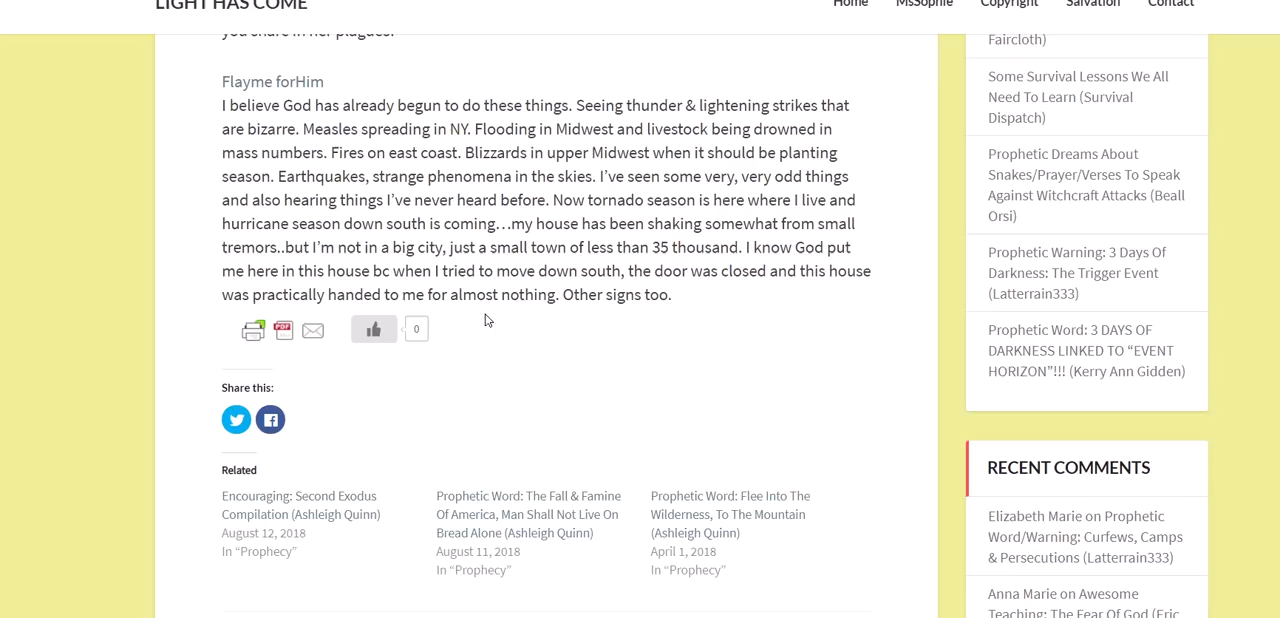 LIGHT HAS COME
Home MsSophie Copyright Salvation Contact
you share in her plagues.
Flayme forHim
I believe God has already begun to do these things. Seeing thunder & lightening strikes that
are bizarre. Measles spreading in NY. Flooding in Midwest and livestock being drowned in
mass numbers. Fires on east coast. Blizzards in upper Midwest when it should be planting
season. Earthquakes, strange phenomena in the skies. I’ve seen some very, very odd things
and also hearing things I’ve never heard before. Now tornado season is here where I live and
hurricane season down south is coming…my house has been shaking somewhat from small
tremors..but I’m not in a big city, just a small town of less than 35 thousand. I know God put
me here in this house bc when I tried to move down south, the door was closed and this house
was practically handed to me for almost nothing. Other signs too.
PDF
0
Share this:
Related
Encouraging: Second Exodus
Compilation (Ashleigh Quinn)
August 12, 2018
In “Prophecy”
Prophetic Word: The Fall & Famine
Of America, Man Shall Not Live On
Bread Alone (Ashleigh Quinn)
August 11, 2018
In “Prophecy”
Prophetic Word: Flee Into The
Wilderness, To The Mountain
(Ashleigh Quinn)
April 1, 2018
In “Prophecy”
Faircloth)
Some Survival Lessons We All
Need To Learn (Survival
Dispatch)
Prophetic Dreams About
Snakes/Prayer/Verses To Speak
Against Witchcraft Attacks (Beall
Orsi)
Prophetic Warning: 3 Days Of
Darkness: The Trigger Event
(Latterrain333)
Prophetic Word: 3 DAYS OF
DARKNESS LINKED TO “EVENT
HORIZON”!!! (Kerry Ann Gidden)
RECENT COMMENTS
Elizabeth Marie on Prophetic
Word/Warning: Curfews, Camps
& Persecutions (Latterrain333)
Anna Marie on Awesome
Teaching: The Fear Of God (Eric